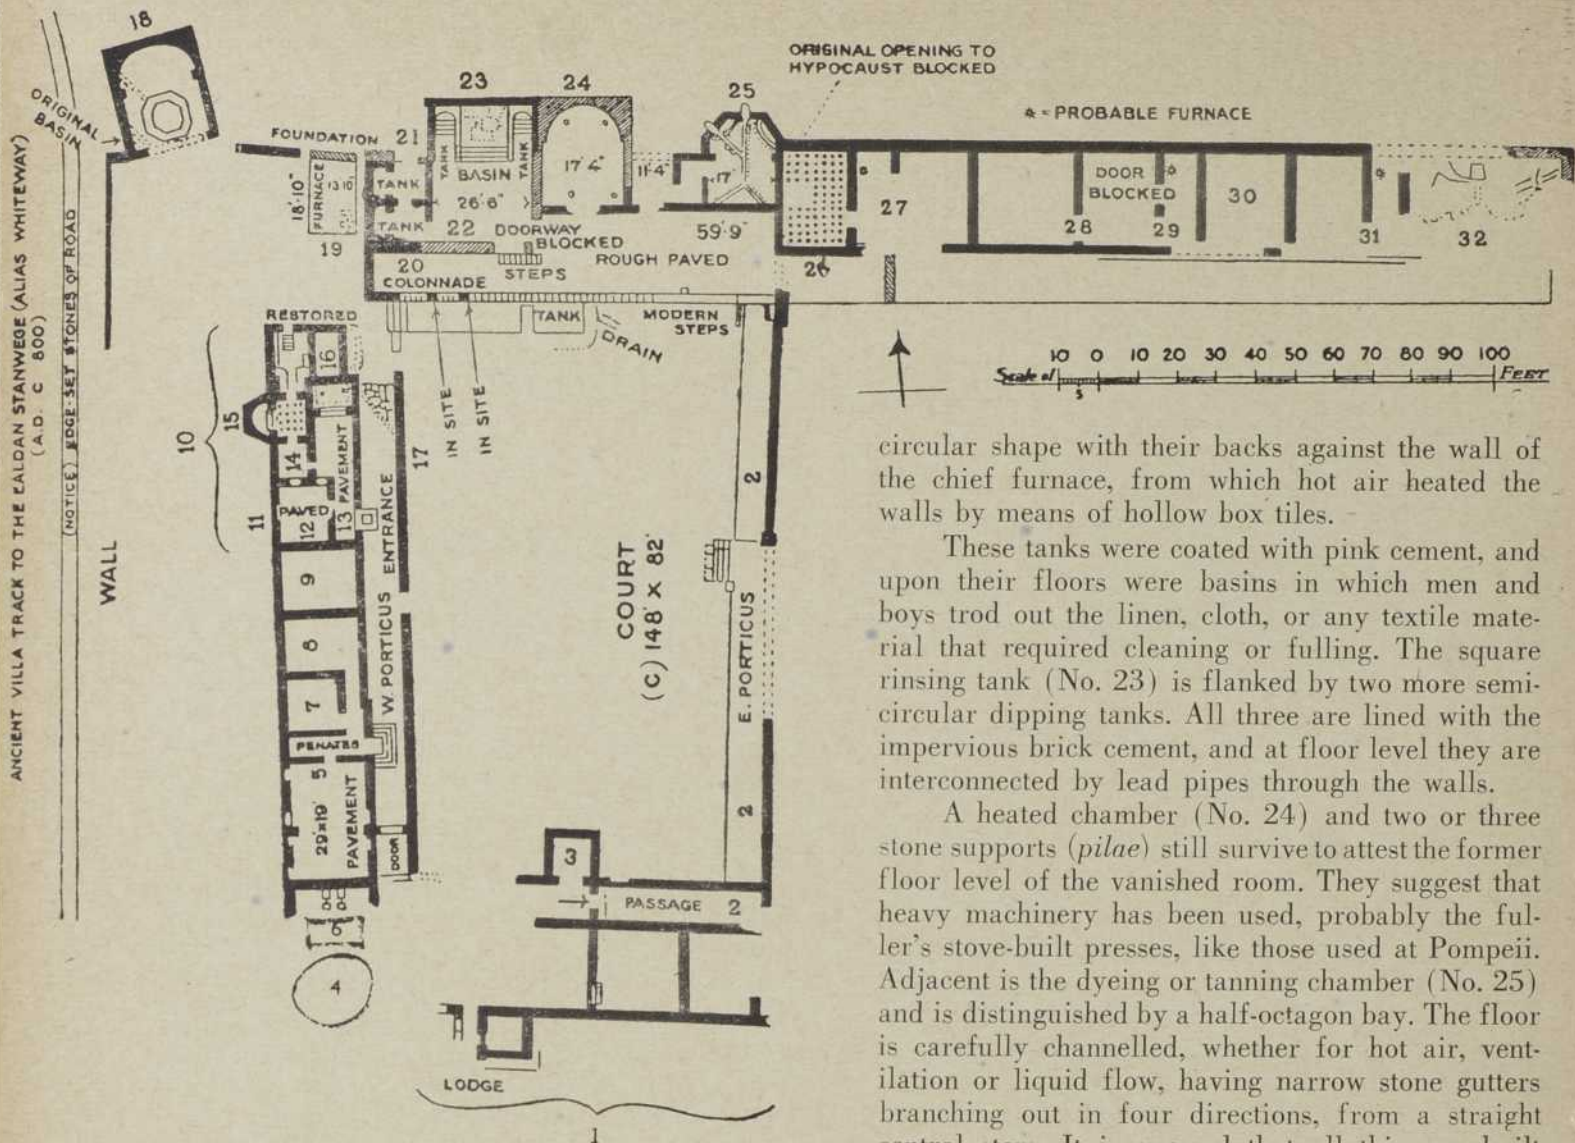 ANCIENT VILLA TRACK TO THE EALDAN STANWEGE (ALIAS WHITEWAY)
(A.D. C 800)
(NOTICE) EDGE-SET STONES OF ROAD
WALL
18
ORIGINAL
BASIN
FOUNDATION
FURNACE
18'·10"
13'10"
19
21
TANK
TANK
23
TANK
BASIN
TANK
26'·6"
22
24
17'·4"
11'·4"
25
17'
59'·9"
DOORWAY
BLOCKED
ROUGH PAVED
STEPS
20
COLONNADE
ORIGINAL OPENING TO
HYPOCAUST BLOCKED
* = PROBABLE FURNACE
26
27
28
DOOR
BLOCKED
29
30
31
32
TANK
DRAIN
MODERN
STEPS
IN SITE
IN SITE
10 0 10 20 30 40 50 60 70 80 90 100
Scale of
5
FEET
RESTORED
16
10
15
14
PAVEMENT
13
17
11
PAVED
12
ENTRANCE
9
8
7
W. PORTICUS
PENATES
5
29'x19'
PAVEMENT
DOOR
6
4
COURT
(C) 148' X 82'
2
E. PORTICUS
2
3
PASSAGE 2
LODGE
1
circular shape with their backs against the wall of
the chief furnace, from which hot air heated the
walls by means of hollow box tiles.
These tanks were coated with pink cement, and
upon their floors were basins in which men and
boys trod out the linen, cloth, or any textile mate-
rial that required cleaning or fulling. The square
rinsing tank (No. 23) is flanked by two more semi-
circular dipping tanks. All three are lined with the
impervious brick cement, and at floor level they are
interconnected by lead pipes through the walls.
A heated chamber (No. 24) and two or three
stone supports (pilae) still survive to attest the former
floor level of the vanished room. They suggest that
heavy machinery has been used, probably the ful-
ler's stove-built presses, like those used at Pompeii.
Adjacent is the dyeing or tanning chamber (No. 25)
and is distinguished by a half-octagon bay. The floor
is carefully channelled, whether for hot air, vent-
ilation or liquid flow, having narrow stone gutters
branching out in four directions, from a straight